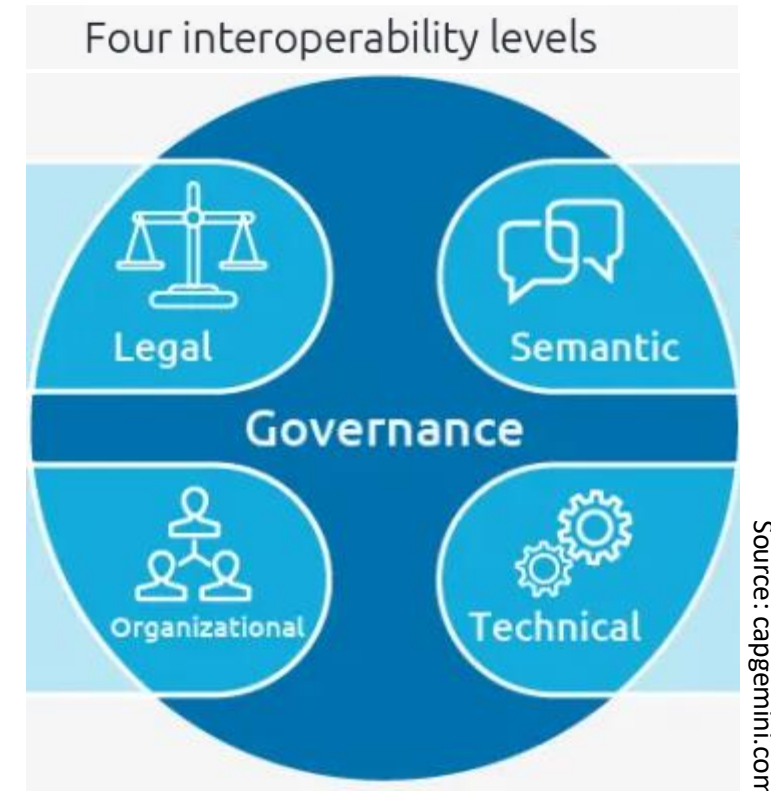 Four interoperability levels
Legal
Semantic
Governance
Organizational
Technical
Source: capgemini.com